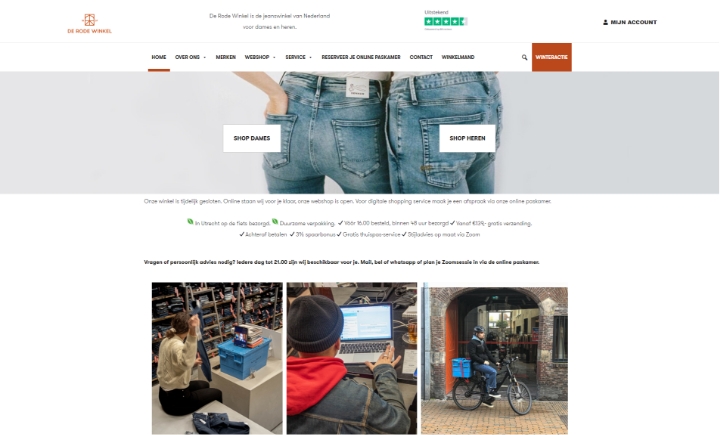 De Rode Winkel is de jeanswinkel van Nederland
voor dames en heren.
Uitstekend
MIJN ACCOUNT
DE RODE WINKEL
HOME OVER ONS MERKEN WEBSHOP SERVICE RESERVEER JE ONLINE PASKAMER CONTACT WINKELMAND WINTERACTIE
SHOP DAMES SHOP HEREN
Onze winkel is tijdelijk gesloten. Online staan wij voor je klaar, onze webshop is open. Voor digitale shopping service maak je een afspraak via onze online paskamer.
In Utrecht op de fiets bezorgd. Duurzame verpakking. ✓ Vóór 16.00 besteld, binnen 48 uur bezorgd ✓ Vanaf gratis verzending.
✓ Achteraf betalen ✓ 3% spaarbonus ✓ Gratis thuispas-service ✓ Stijladvies op maat via Zoom
Vragen of persoonlijk advies nodig? Iedere dag tot 21.00 zijn wij beschikbaar voor je. Mail, bel of whatsapp of plan je Zoomsessie in via de online paskamer.